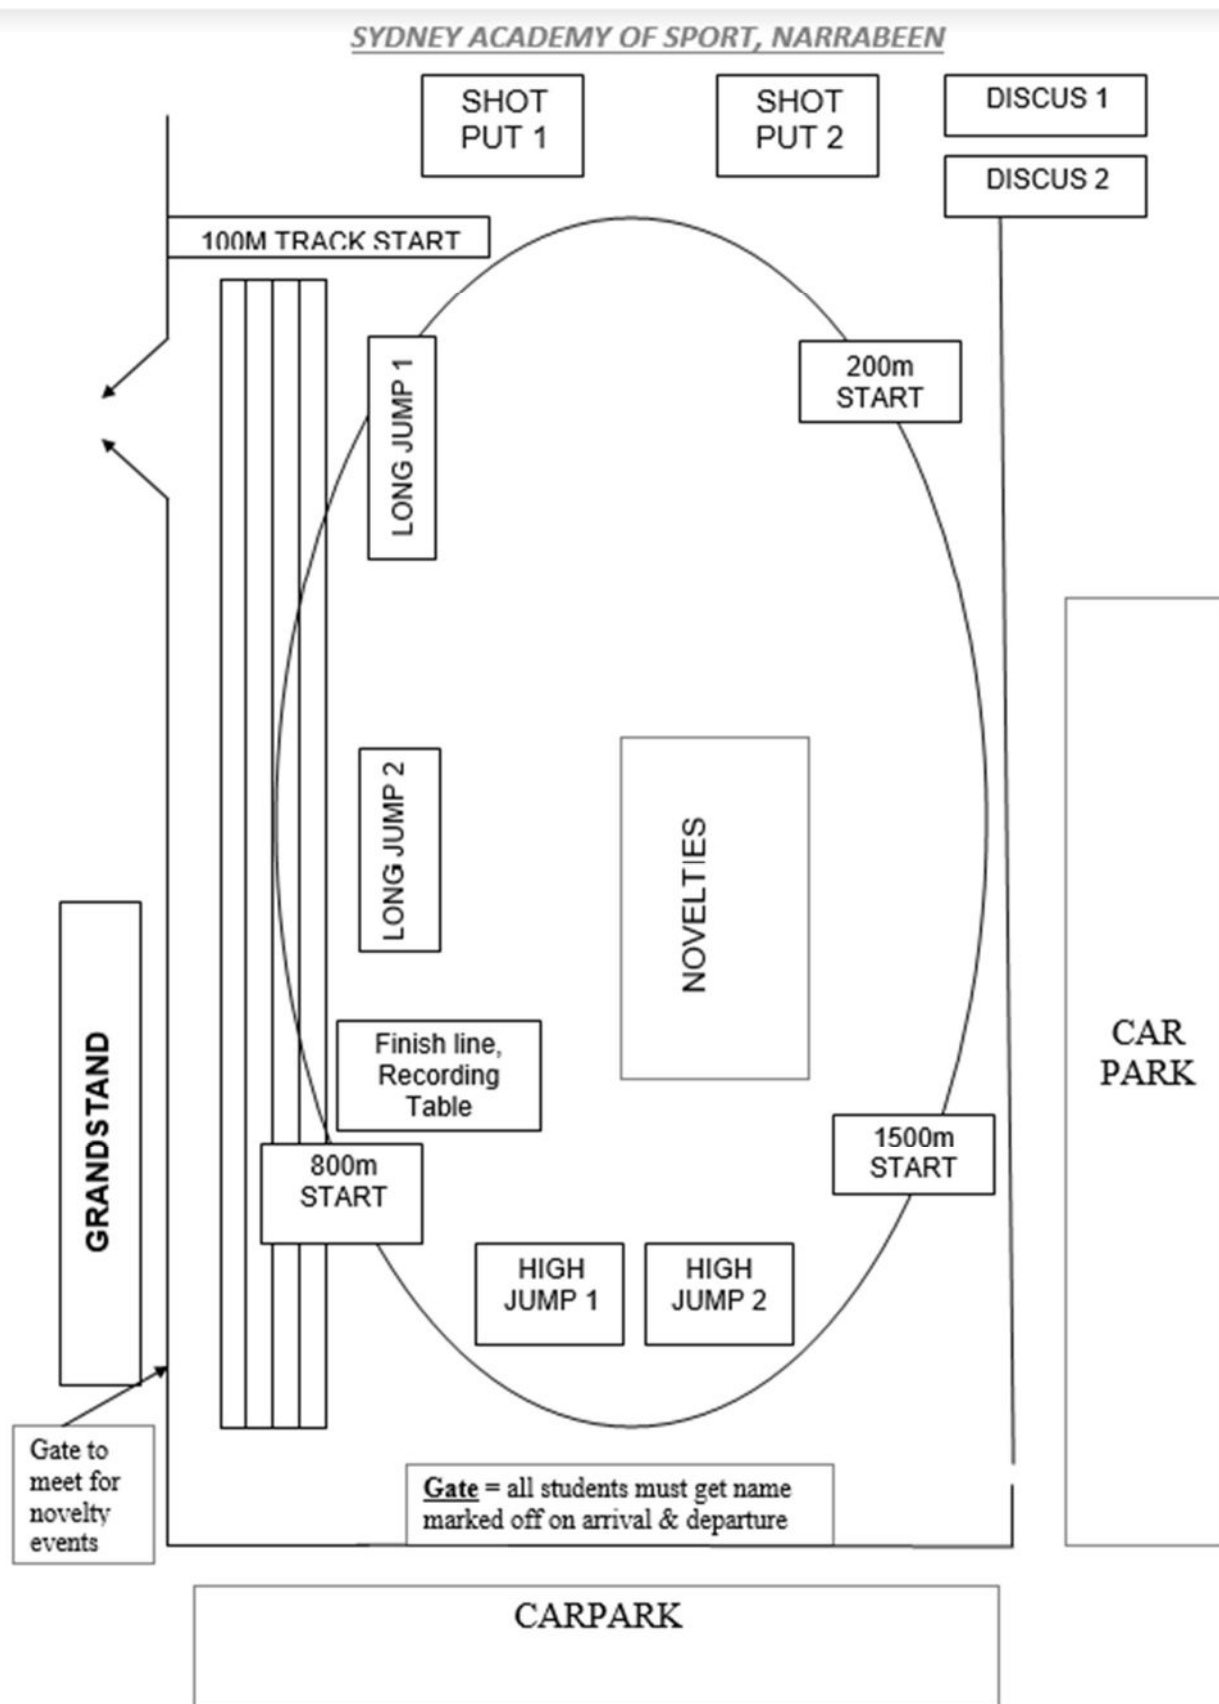 SYDNEY ACADEMY OF SPORT, NARRABEEN
SHOT
PUT 1
SHOT
PUT 2
DISCUS 1
DISCUS 2
100M TRACK START
LONG JUMP 1
200m
START
LONG JUMP 2
NOVELTIES
GRANDSTAND
Finish line,
Recording
Table
CAR
PARK
800m
START
1500m
START
HIGH
JUMP 1
HIGH
JUMP 2
Gate to
meet for
novelty
events
Gate = all students must get name
marked off on arrival & departure
CARPARK